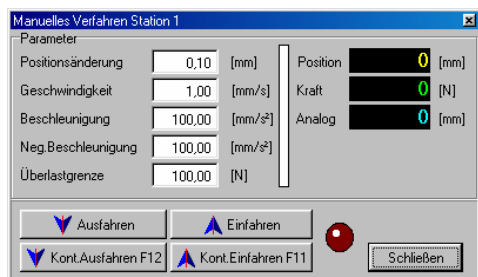 Manuelles Verfahren Station 1
Parameter
Positionsänderung 0,10 [mm] Position 0 [mm]
Geschwindigkeit 1,00 [mm/s] Kraft 0 [N]
Beschleunigung 100,00 [mm/s²] Analog 0 [mm]
Neg.Beschleunigung 100,00 [mm/s²]
Überlastgrenze 100,00 [N]
Ausfahren Einfahren
Kont.Ausfahren F12 Kont.Einfahren F11 Schließen